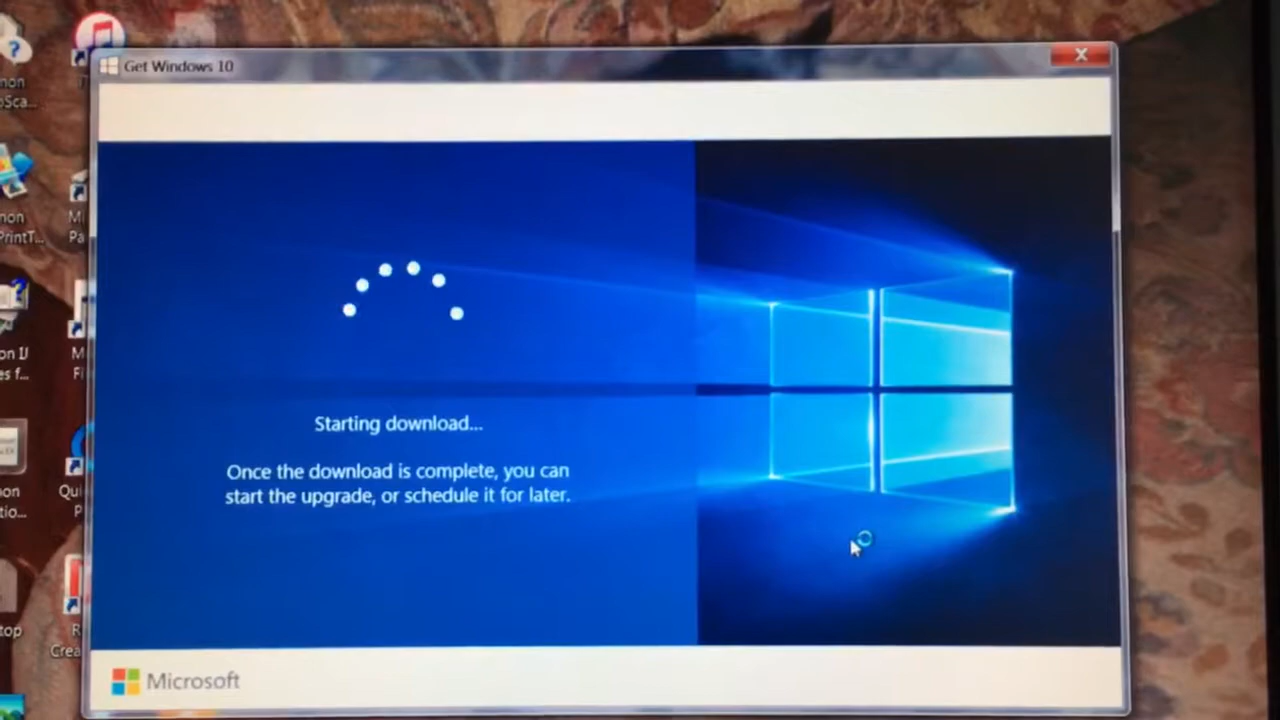 Get Windows 10
Starting download...
Once the download is complete, you can
start the upgrade, or schedule it for later.
Microsoft